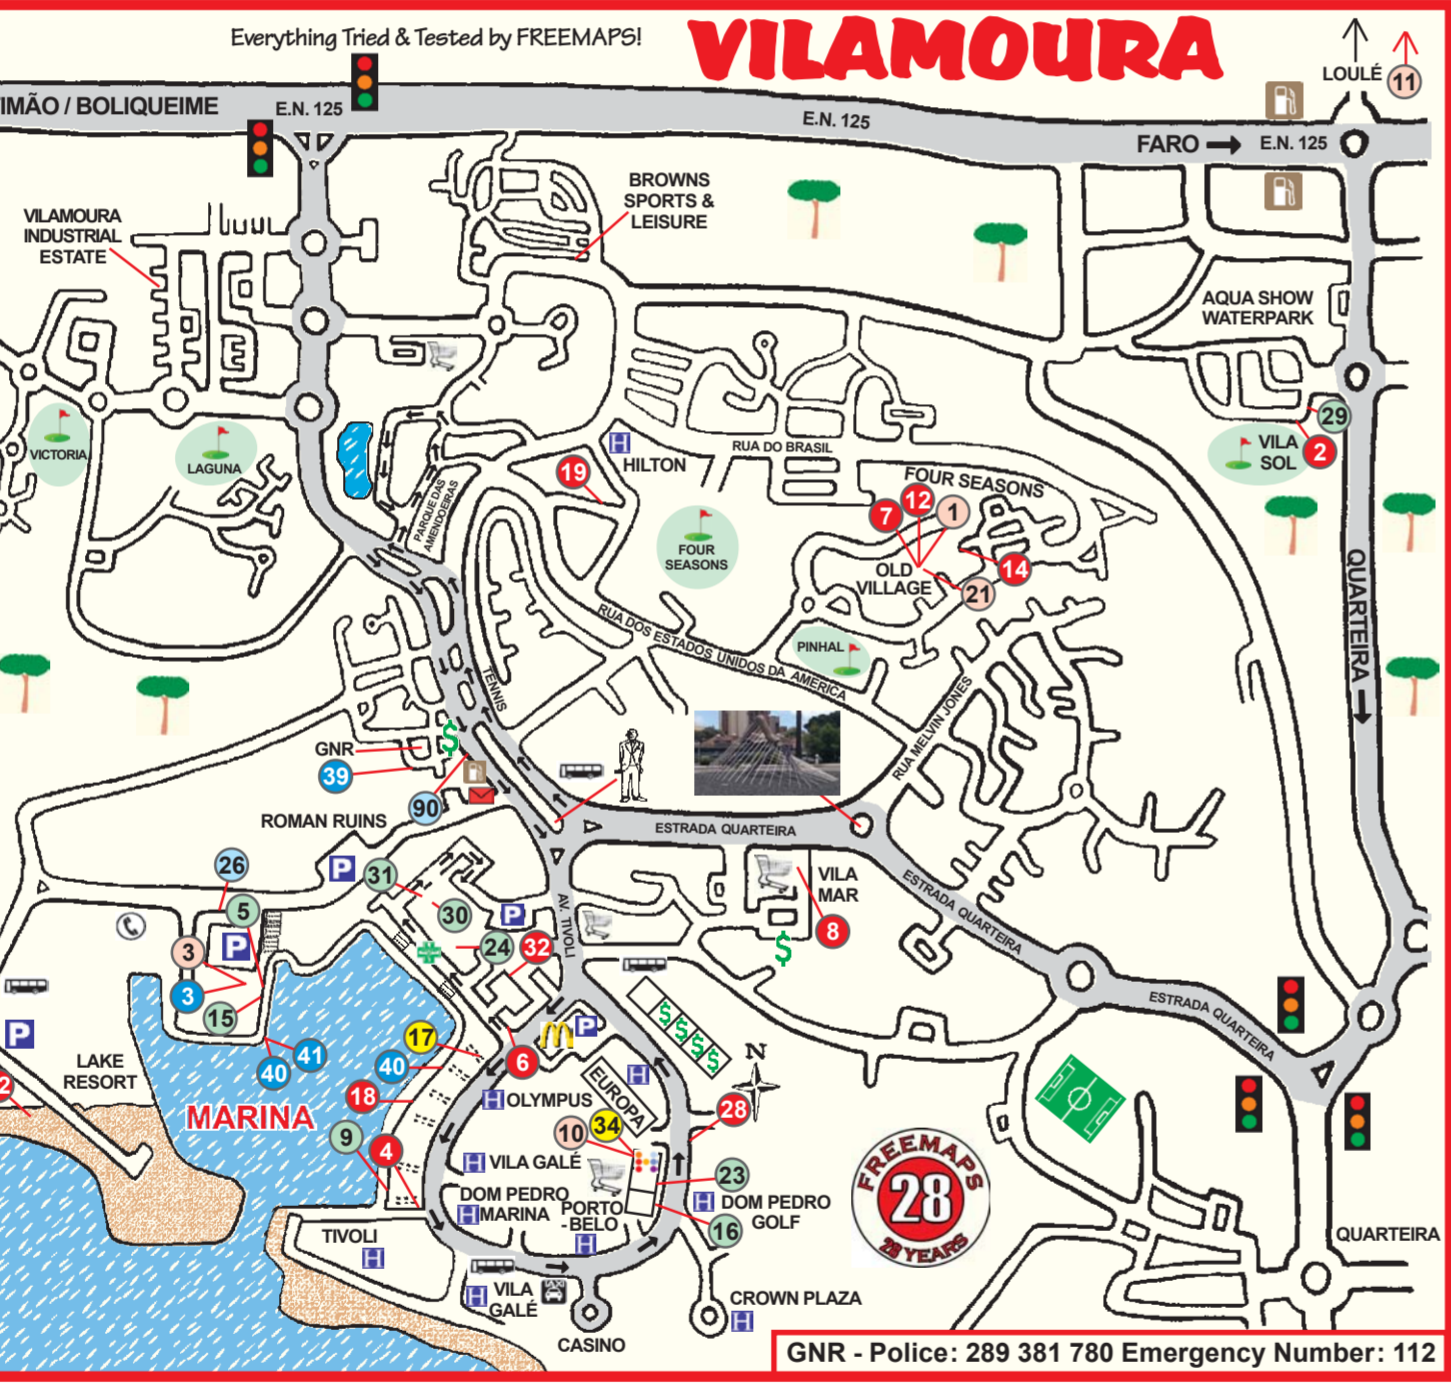 Everything Tried & Tested by FREEMAPS!
VILAMOURA
LOULÉ
11
IMÃO / BOLIQUEIME
E.N. 125
E.N. 125
FARO
E.N. 125
VILAMOURA
INDUSTRIAL
ESTATE
BROWNS
SPORTS &
LEISURE
AQUA SHOW
WATERPARK
VICTORIA
LAGUNA
H
HILTON
RUA DO BRASIL
29
VILA
SOL
2
19
FOUR SEASONS
7
12
1
14
OLD
VILLAGE
21
PARQUE DAS
AMENDOEIRAS
FOUR
SEASONS
QUARTEIRA
RUA DOS ESTADOS UNIDOS DA AMERICA
PINHAL
TENNIS
RUA MELVIN JONES
GNR
$
39
90
ROMAN RUINS
ESTRADA QUARTEIRA
VILA
MAR
ESTRADA QUARTEIRA
8
$
P
31
26
5
30
P
AV. TIVOLI
P
3
24
32
3
15
P
LAKE
RESORT
2
40
41
MARINA
17
40
18
9
4
6
M
P
$
$
$
$
N
H
EUROPA
H OLYMPUS
10
34
28
H VILA GALÉ
23
DOM PEDRO
H MARINA
PORTO
-BELO
H
H DOM PEDRO
GOLF
16
ESTRADA QUARTEIRA
FREEMAPS
28
28 YEARS
QUARTEIRA
TIVOLI
H
H VILA
GALÉ
TAXI
CASINO
CROWN PLAZA
H
GNR - Police: 289 381 780 Emergency Number: 112